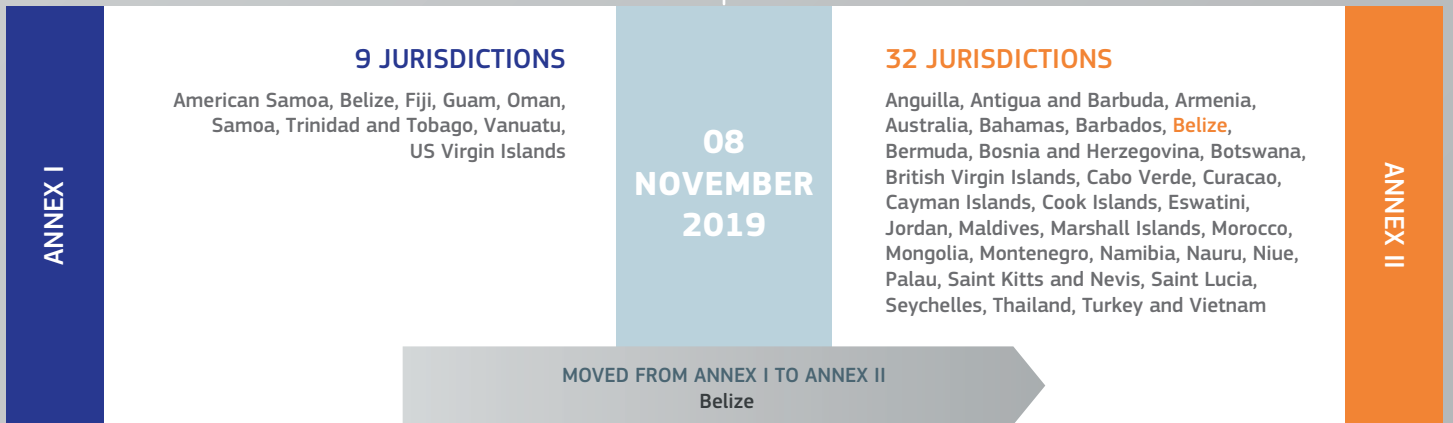 ANNEX I
9 JURISDICTIONS
American Samoa, Belize, Fiji, Guam, Oman,
Samoa, Trinidad and Tobago, Vanuatu,
US Virgin Islands
08
NOVEMBER
2019
32 JURISDICTIONS
Anguilla, Antigua and Barbuda, Armenia,
Australia, Bahamas, Barbados, Belize,
Bermuda, Bosnia and Herzegovina, Botswana,
British Virgin Islands, Cabo Verde, Curacao,
Cayman Islands, Cook Islands, Eswatini,
Jordan, Maldives, Marshall Islands, Morocco,
Mongolia, Montenegro, Namibia, Nauru, Niue,
Palau, Saint Kitts and Nevis, Saint Lucia,
Seychelles, Thailand, Turkey and Vietnam
ANNEX II
MOVED FROM ANNEX I TO ANNEX II
Belize